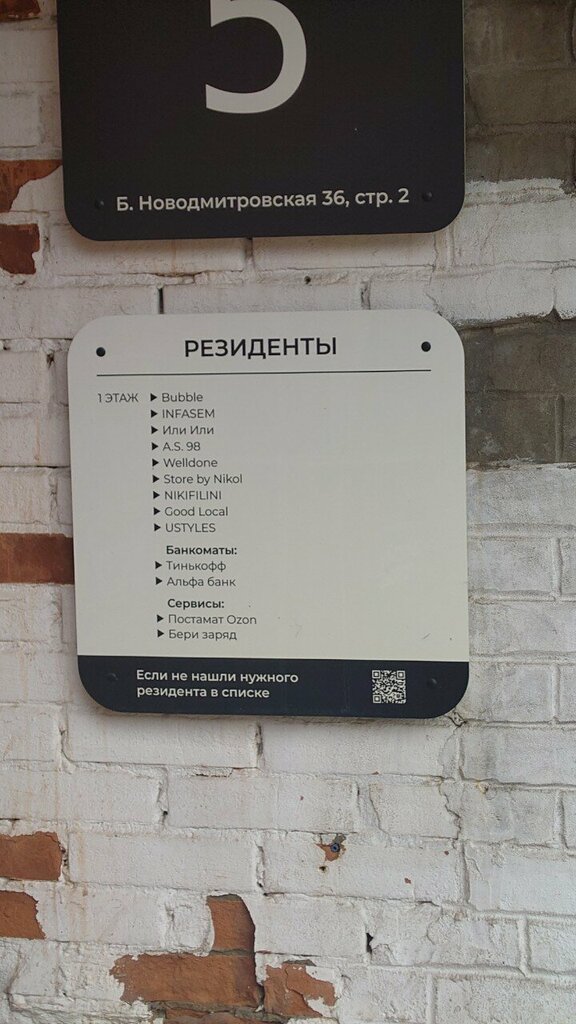 5
Б. Новодмитровская 36, стр. 2
РЕЗИДЕНТЫ
1 ЭТАЖ ▶ Bubble
▶ INFASEM
▶ Или Или
▶ A.S. 98
▶ Welldone
▶ Store by Nikol
▶ NIKIFILINI
▶ Good Local
▶ USTYLES
Банкоматы:
▶ Тинькофф
▶ Альфа банк
Сервисы:
▶ Постамат Ozon
▶ Бери заряд
Если не нашли нужного
резидента в списке